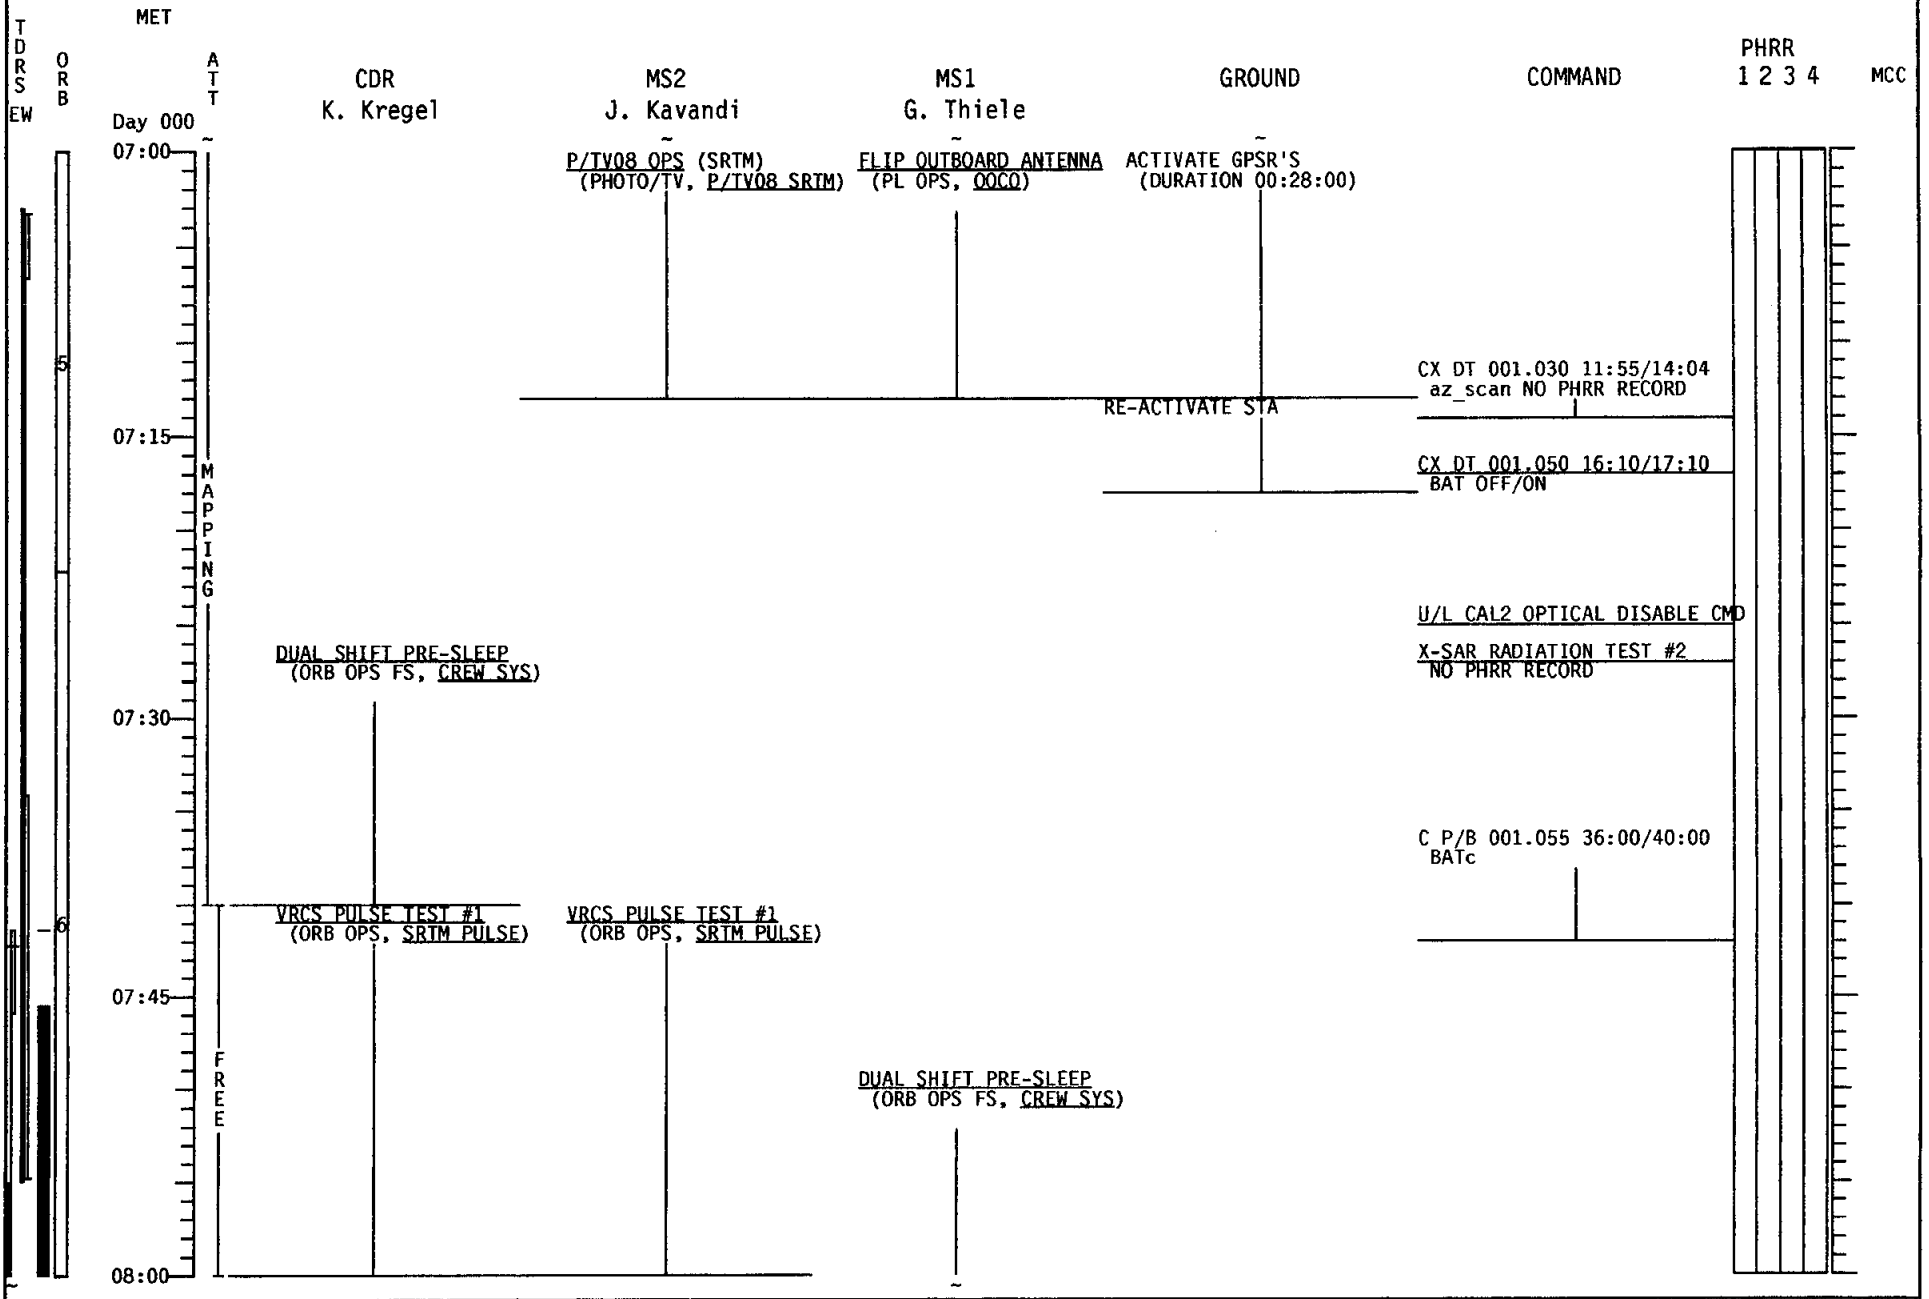 MET
TDRS
ORB
ATT
EW
CDR
K. Kregel
MS2
J. Kavandi
MS1
G. Thiele
GROUND
COMMAND
PHRR
1 2 3 4
MCC
Day 000
~ ~ ~ ~
07:00
P/TV08 OPS (SRTM)
(PHOTO/TV, P/TV08 SRTM)
FLIP OUTBOARD ANTENNA
(PL OPS, OOCO)
ACTIVATE GPSR'S
(DURATION 00:28:00)
5
CX DT 001.030 11:55/14:04
az_scan NO PHRR RECORD
RE-ACTIVATE STA
07:15
MAPPING
CX DT 001.050 16:10/17:10
BAT OFF/ON
U/L CAL2 OPTICAL DISABLE CMD
X-SAR RADIATION TEST #2
NO PHRR RECORD
DUAL SHIFT PRE-SLEEP
(ORB OPS FS, CREW SYS)
07:30
C P/B 001.055 36:00/40:00
BATc
6
VRCS PULSE TEST #1
(ORB OPS, SRTM PULSE)
VRCS PULSE TEST #1
(ORB OPS, SRTM PULSE)
07:45
FREE
DUAL SHIFT PRE-SLEEP
(ORB OPS FS, CREW SYS)
08:00
~ ~